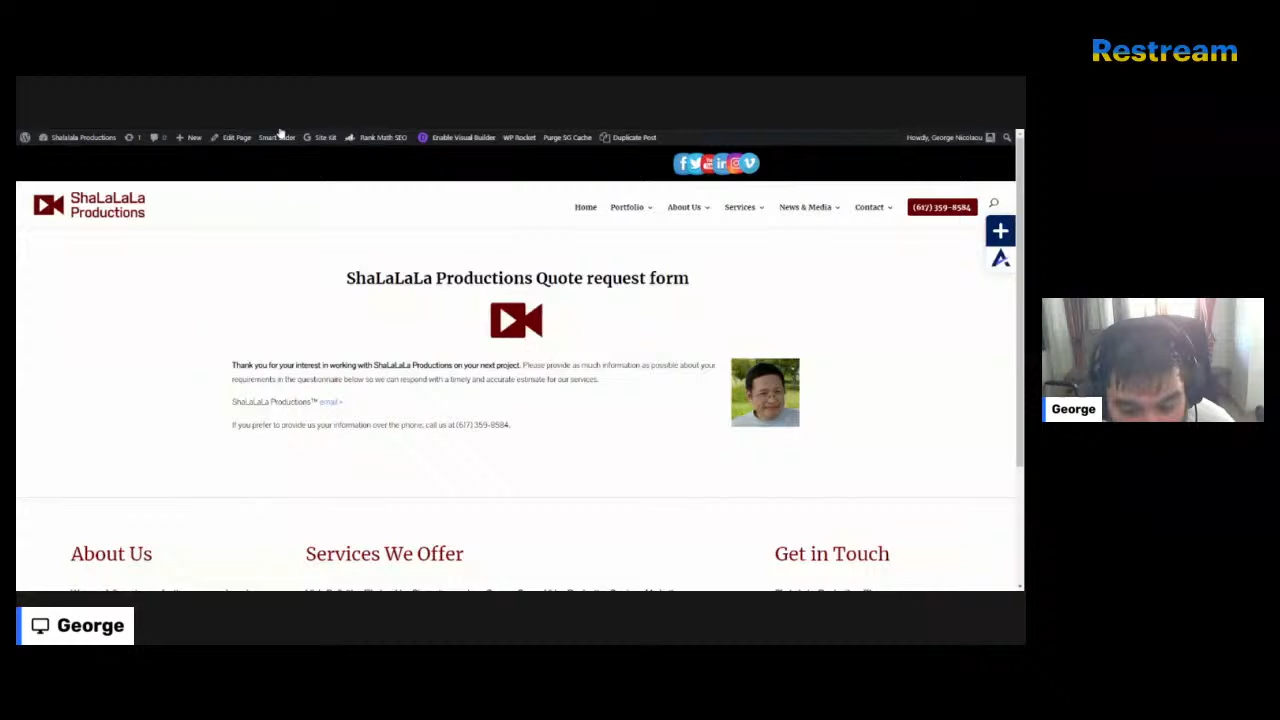 Restream
Shalalala Productions 1 0 New Edit Page Smart Slider Site Kit Rank Math SEO Enable Visual Builder WP Rocket Purge SG Cache Duplicate Post Howdy, George Nicolaou
ShaLaLaLa
Productions
Home Portfolio About Us Services News & Media Contact (617) 359-8584
ShaLaLaLa Productions Quote request form
Thank you for your interest in working with ShaLaLaLa Productions on your next project. Please provide as much information as possible about your
requirements in the questionnaire below so we can respond with a timely and accurate estimate for our services.
ShaLaLaLa Productions™ email >
If you prefer to provide us your information over the phone, call us at (617) 359-8584.
George
About Us Services We Offer Get in Touch
George